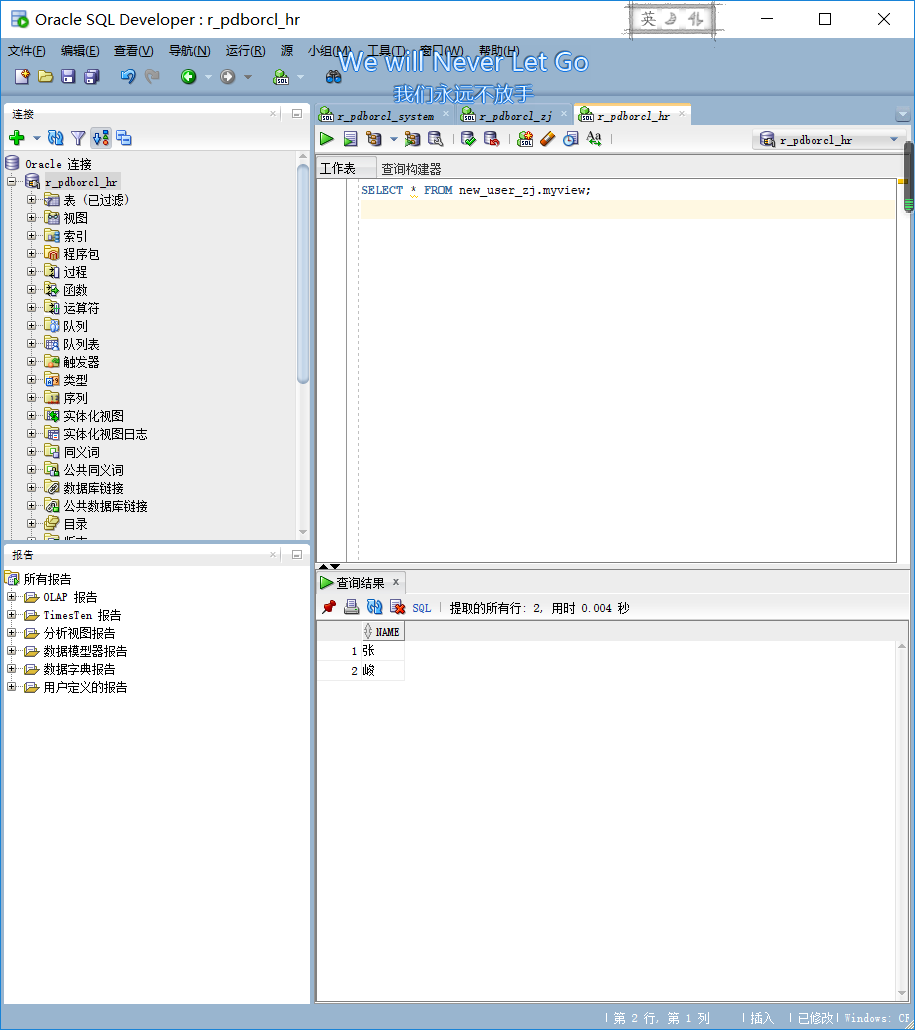 Oracle SQL Developer : r_pdborcl_hr
英
文件(F) 编辑(E) 查看(V) 导航(N) 运行(R) 源 小组(M) 工具(T) 窗口(W) 帮助(H)
We will Never Let Go
我们永远不放手
连接
r_pdborcl_system
r_pdborcl_zj
r_pdborcl_hr
r_pdborcl_hr
工作表 查询构建器
SELECT * FROM new_user_zj.myview;
Oracle 连接
r_pdborcl_hr
表 (已过滤)
视图
索引
程序包
过程
函数
运算符
队列
队列表
触发器
类型
序列
实体化视图
实体化视图日志
同义词
公共同义词
数据库链接
公共数据库链接
目录
报告
所有报告
OLAP 报告
TimesTen 报告
分析视图报告
数据模型器报告
数据字典报告
用户定义的报告
查询结果
SQL
提取的所有行: 2, 用时 0.004 秒
NAME
1 张
2 峻
第 2 行, 第 1 列 插入 已修改 Windows: CR